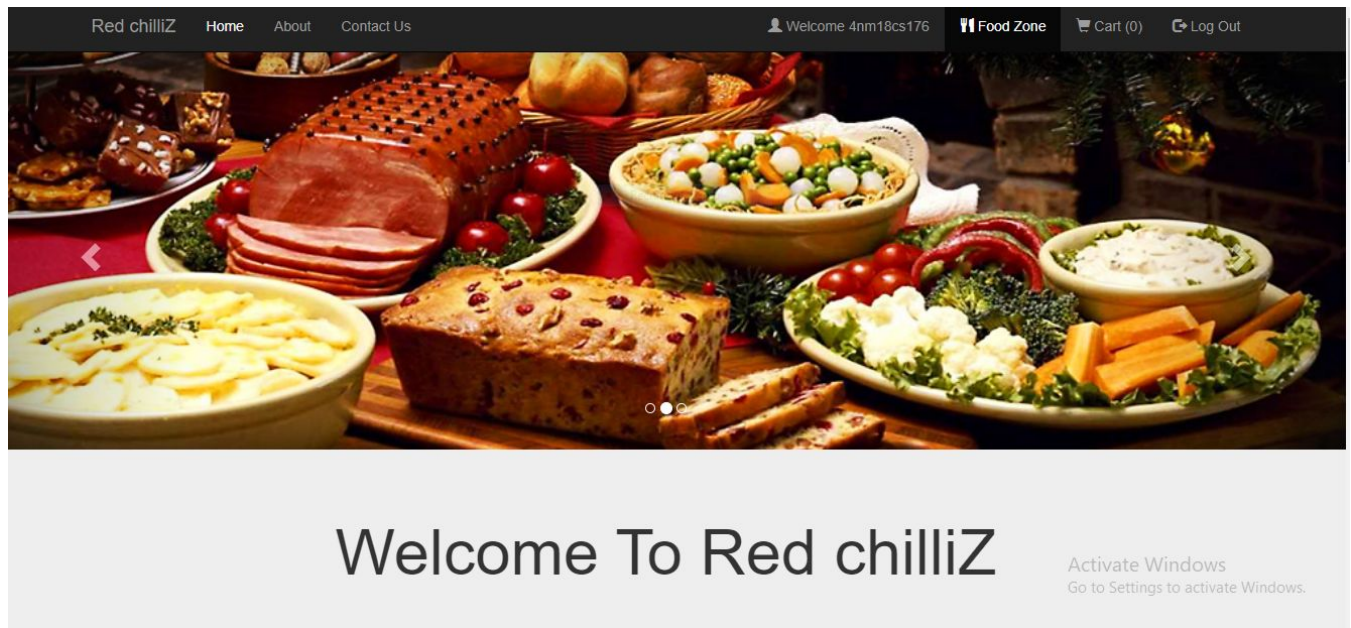 Red chilliZ Home About Contact Us Welcome 4nm18cs176 Food Zone Cart (0) Log Out
Welcome To Red chilliZ
Activate Windows
Go to Settings to activate Windows.